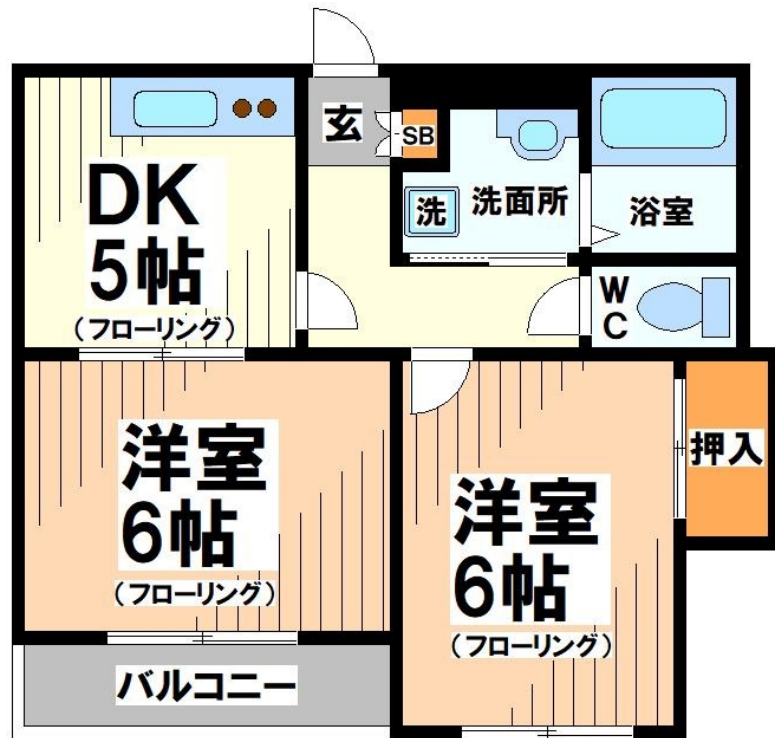 玄
SB
DK
5帖
(フローリング)
洗
洗面所
浴室
WC
洋室
6帖
(フローリング)
洋室
6帖
(フローリング)
押入
バルコニー